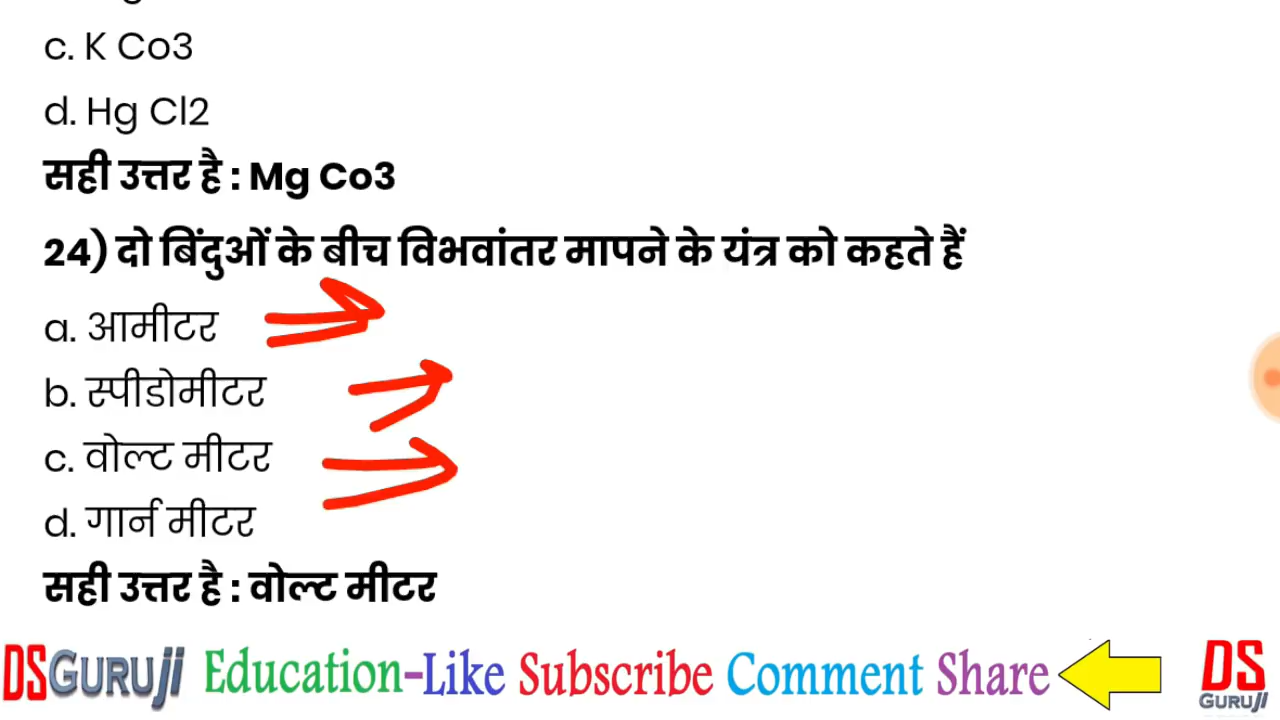 c. K Co3
d. Hg Cl2
सही उत्तर है : Mg Co3
24) दो बिंदुओं के बीच विभवांतर मापने के यंत्र को कहते हैं
a. आमीटर
b. स्पीडोमीटर
c. वोल्ट मीटर
d. गार्न मीटर
सही उत्तर है : वोल्ट मीटर
DSGURUJI Education-Like Subscribe Comment Share DS
GURUJI